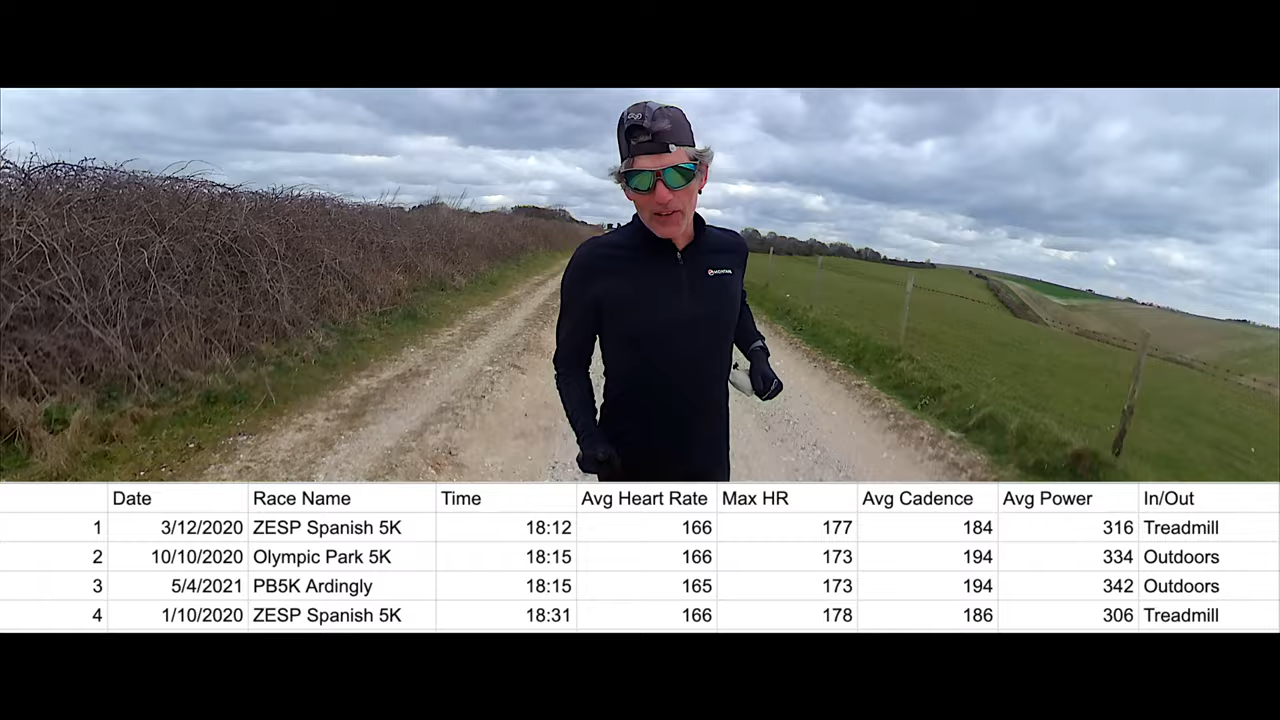 MONTANE
Date Race Name Time Avg Heart Rate Max HR Avg Cadence Avg Power In/Out
1 3/12/2020 ZESP Spanish 5K 18:12 166 177 184 316 Treadmill
2 10/10/2020 Olympic Park 5K 18:15 166 173 194 334 Outdoors
3 5/4/2021 PB5K Ardingly 18:15 165 173 194 342 Outdoors
4 1/10/2020 ZESP Spanish 5K 18:31 166 178 186 306 Treadmill